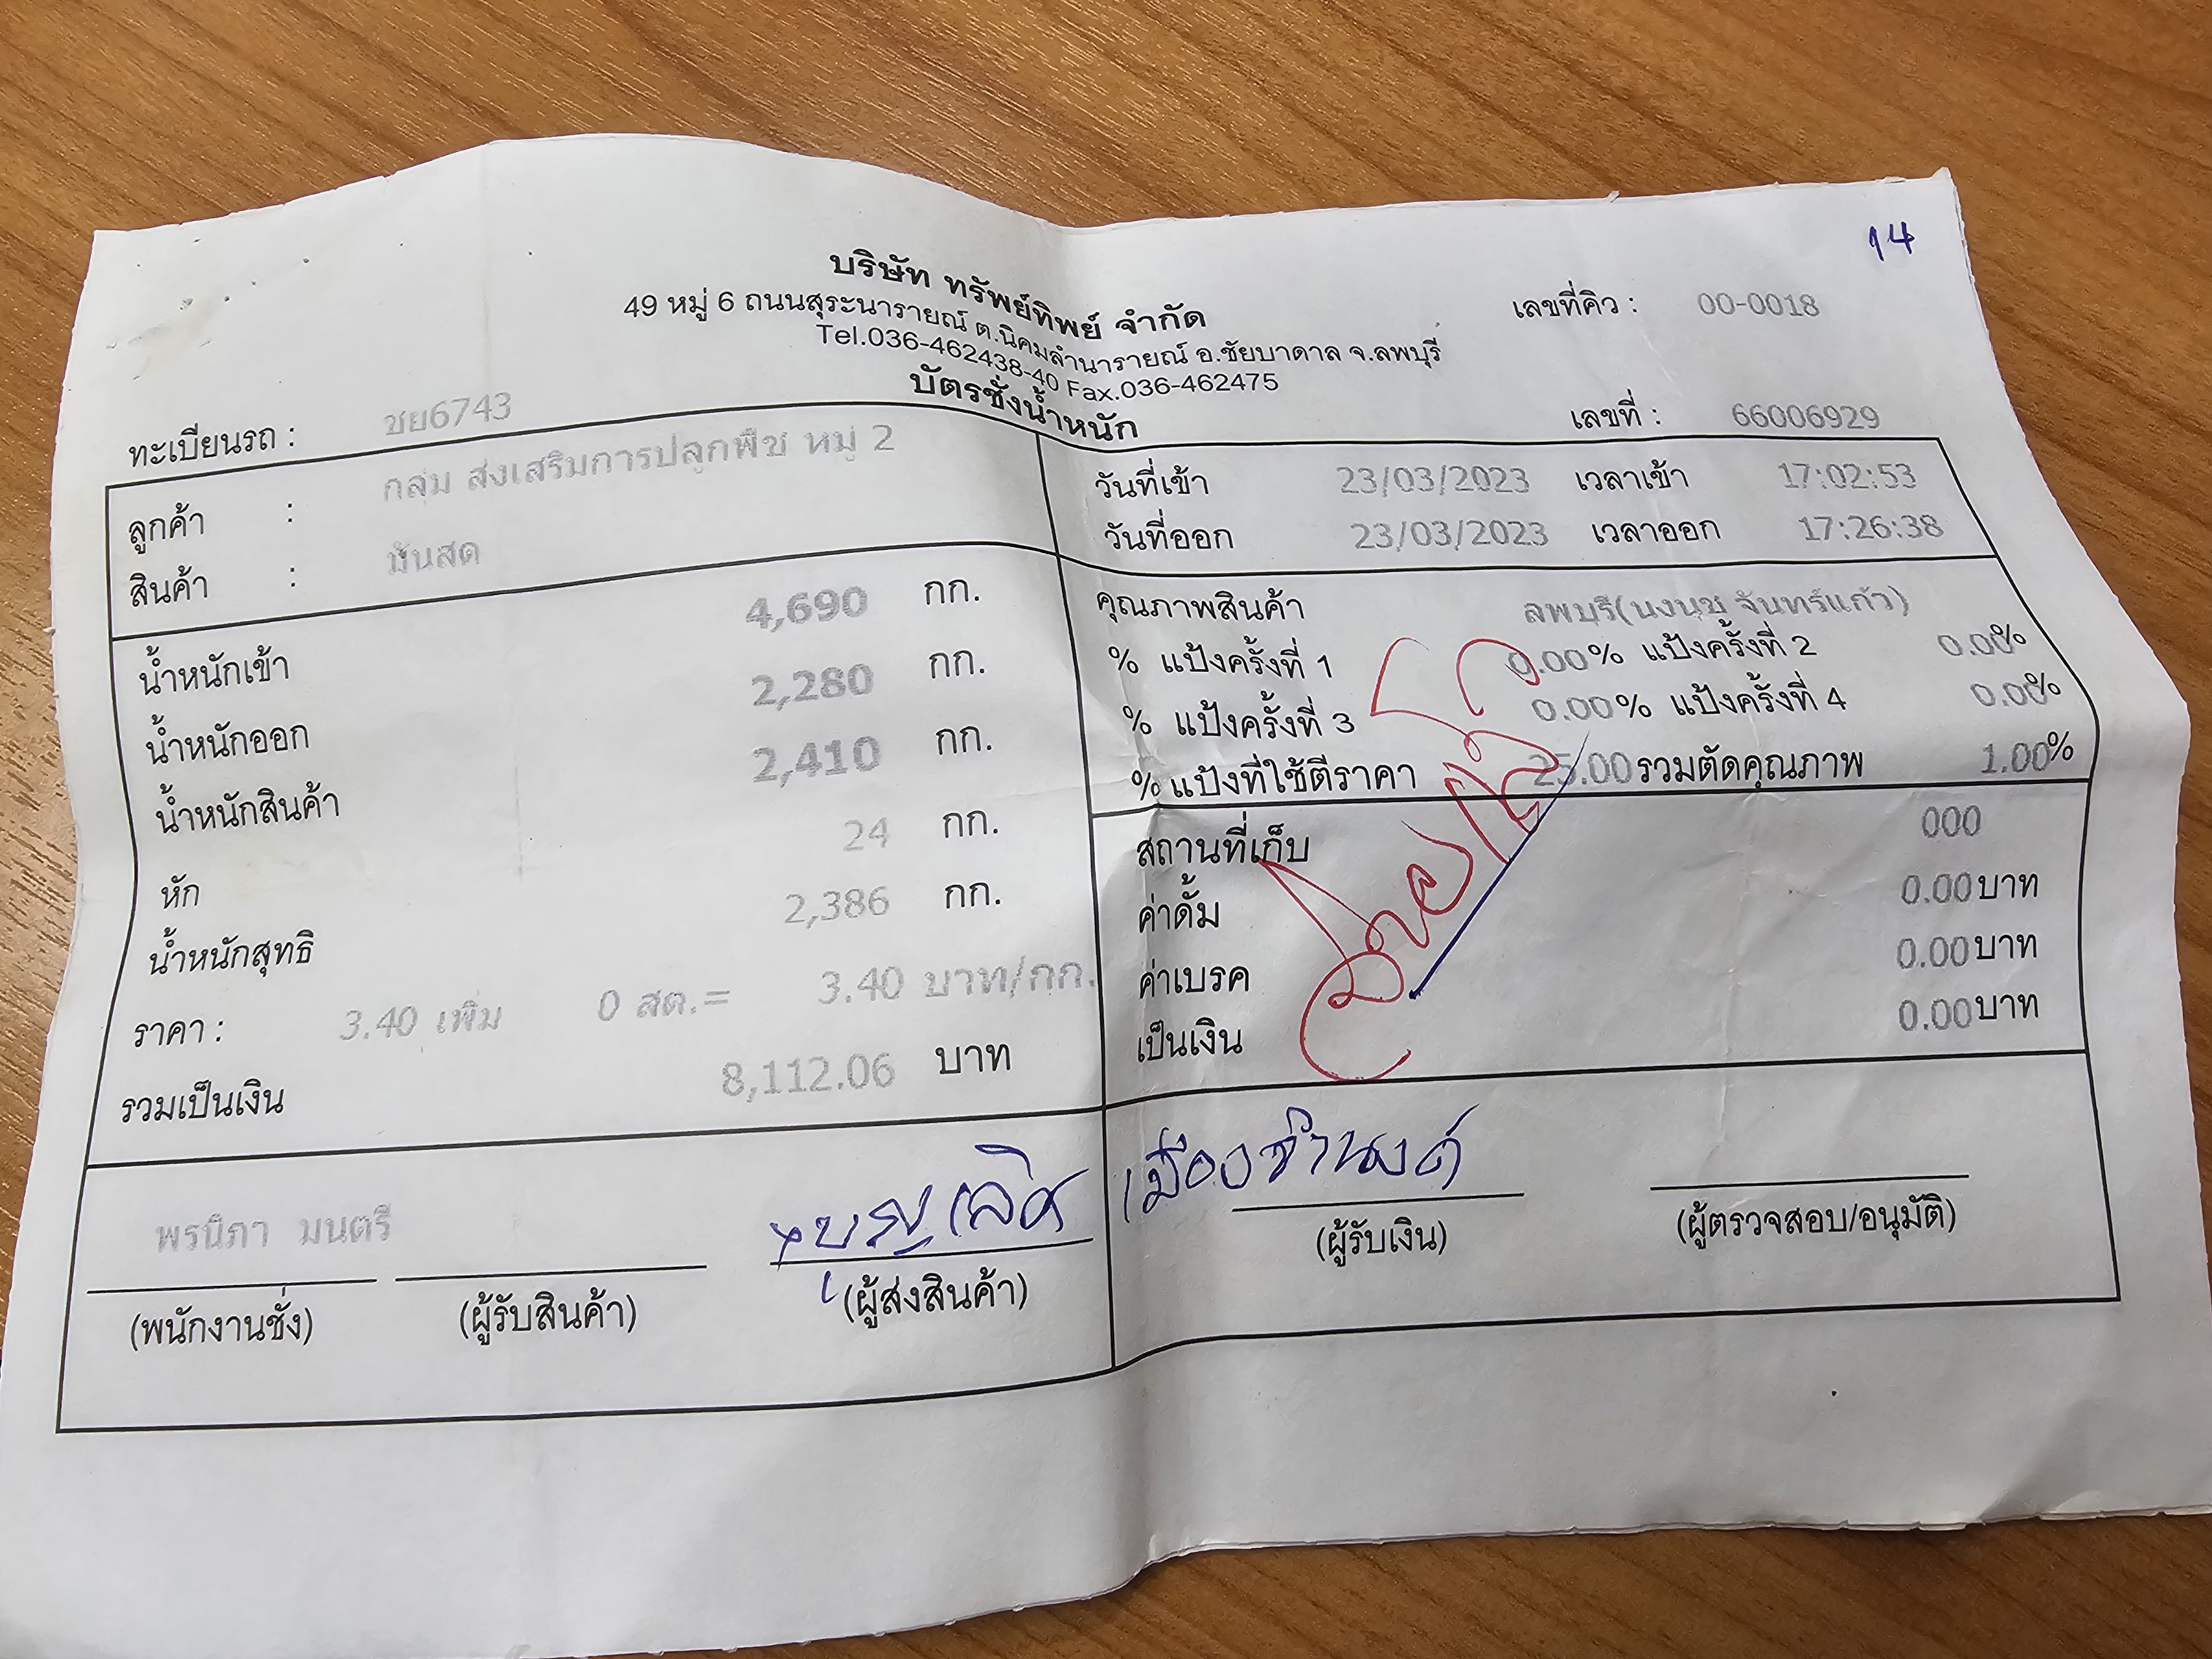 14
บริษัท ทรัพย์ทิพย์ จำกัด
49 หมู่ 6 ถนนสุระนารายณ์ ต.นิคมลำนารายณ์ อ.ชัยบาดาล จ.ลพบุรี
Tel.036-462438-40 Fax.036-462475
บัตรชั่งน้ำหนัก
เลขที่คิว : 00-0018
ทะเบียนรถ : ชย6743
เลขที่ : 66006929
ลูกค้า : กลุ่ม ส่งเสริมการปลูกพืช หมู่ 2
สินค้า : มันสด
วันที่เข้า 23/03/2023 เวลาเข้า 17:02:53
วันที่ออก 23/03/2023 เวลาออก 17:26:38
น้ำหนักเข้า 4,690 กก.
น้ำหนักออก 2,280 กก.
น้ำหนักสินค้า 2,410 กก.
หัก 24 กก.
น้ำหนักสุทธิ 2,386 กก.
ราคา : 3.40 เพิ่ม 0 สต.= 3.40 บาท/กก.
รวมเป็นเงิน 8,112.06 บาท
คุณภาพสินค้า ลพบุรี(นงนุช จันทร์แก้ว)
% แป้งครั้งที่ 1 0.00% แป้งครั้งที่ 2 0.00%
% แป้งครั้งที่ 3 0.00% แป้งครั้งที่ 4 0.00%
% แป้งที่ใช้ตีราคา 25.00 รวมตัดคุณภาพ 1.00%
สถานที่เก็บ 000
ค่าดั้ม 0.00 บาท
ค่าเบรค 0.00 บาท
เป็นเงิน 0.00 บาท
พรนิภา มนตรี
บุญเลิศ เมืองจำนงค์
(พนักงานชั่ง) (ผู้รับสินค้า) (ผู้ส่งสินค้า) (ผู้รับเงิน) (ผู้ตรวจสอบ/อนุมัติ)